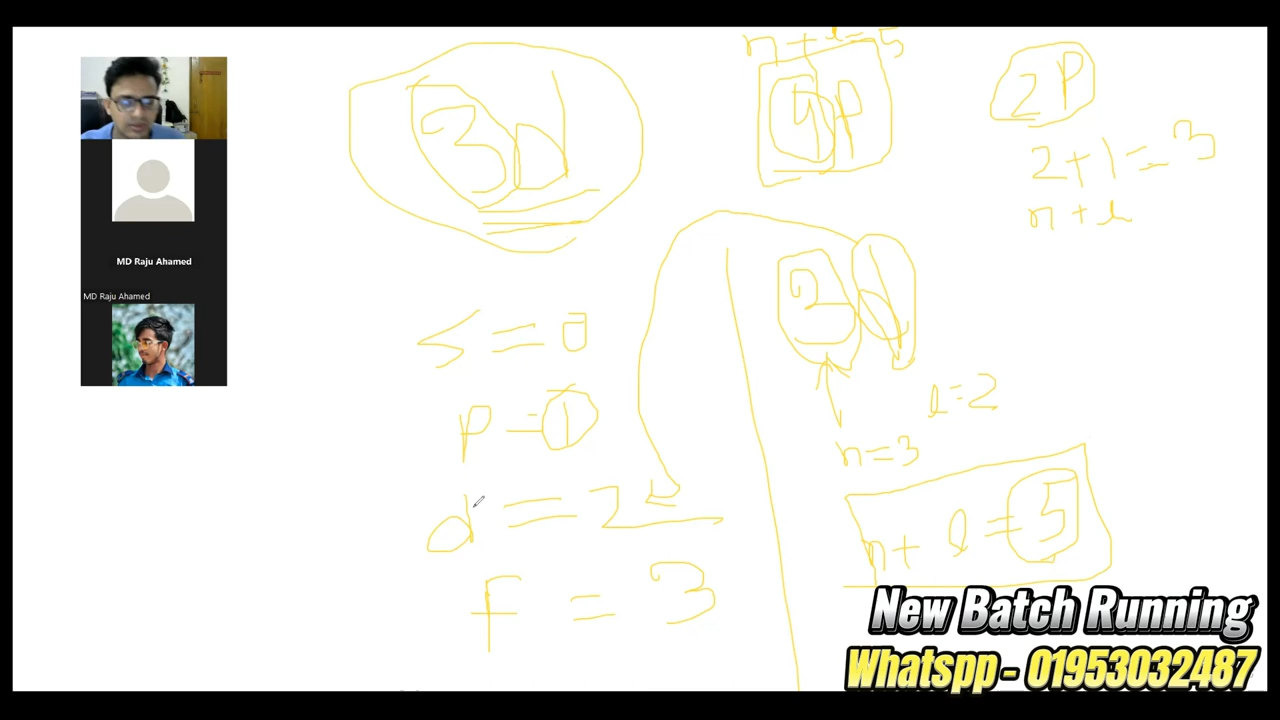 MD Raju Ahamed
MD Raju Ahamed
3d
n + l = 5
4p
2p
2 + 1 = 3
n + l
s = 0
p = 1
d = 2
f = 3
3d
l = 2
n = 3
n + l = 5
New Batch Running
Whatspp - 01953032487